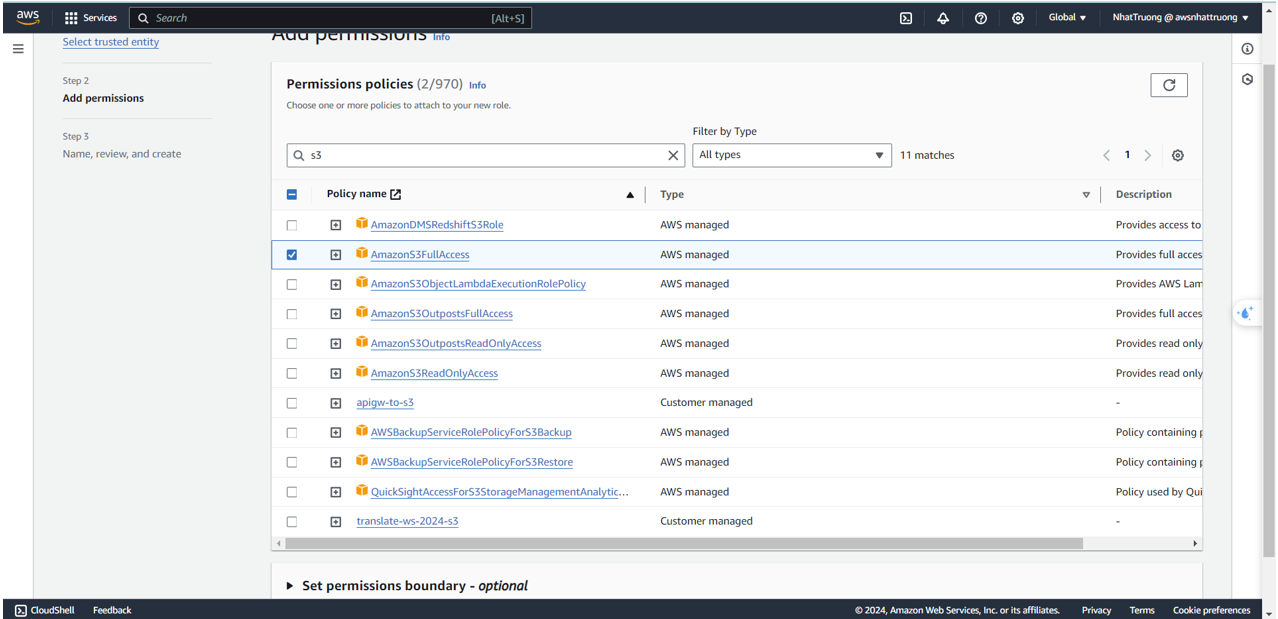 aws Services Search [Alt+S] Global NhatTruong @ awsnhattruong
Select trusted entity
Step 2
Add permissions
Step 3
Name, review, and create
Add permissions Info
Permissions policies (2/970) Info
Choose one or more policies to attach to your new role.
Filter by Type
s3 All types 11 matches 1
Policy name Type Description
AmazonDMSRedshiftS3Role AWS managed Provides access to
AmazonS3FullAccess AWS managed Provides full acces
AmazonS3ObjectLambdaExecutionRolePolicy AWS managed Provides AWS Lam
AmazonS3OutpostsFullAccess AWS managed Provides full acces
AmazonS3OutpostsReadOnlyAccess AWS managed Provides read only
AmazonS3ReadOnlyAccess AWS managed Provides read only
apigw-to-s3 Customer managed -
AWSBackupServiceRolePolicyForS3Backup AWS managed Policy containing p
AWSBackupServiceRolePolicyForS3Restore AWS managed Policy containing p
QuickSightAccessForS3StorageManagementAnalytic... AWS managed Policy used by Qui
translate-ws-2024-s3 Customer managed -
Set permissions boundary - optional
CloudShell Feedback © 2024, Amazon Web Services, Inc. or its affiliates. Privacy Terms Cookie preferences